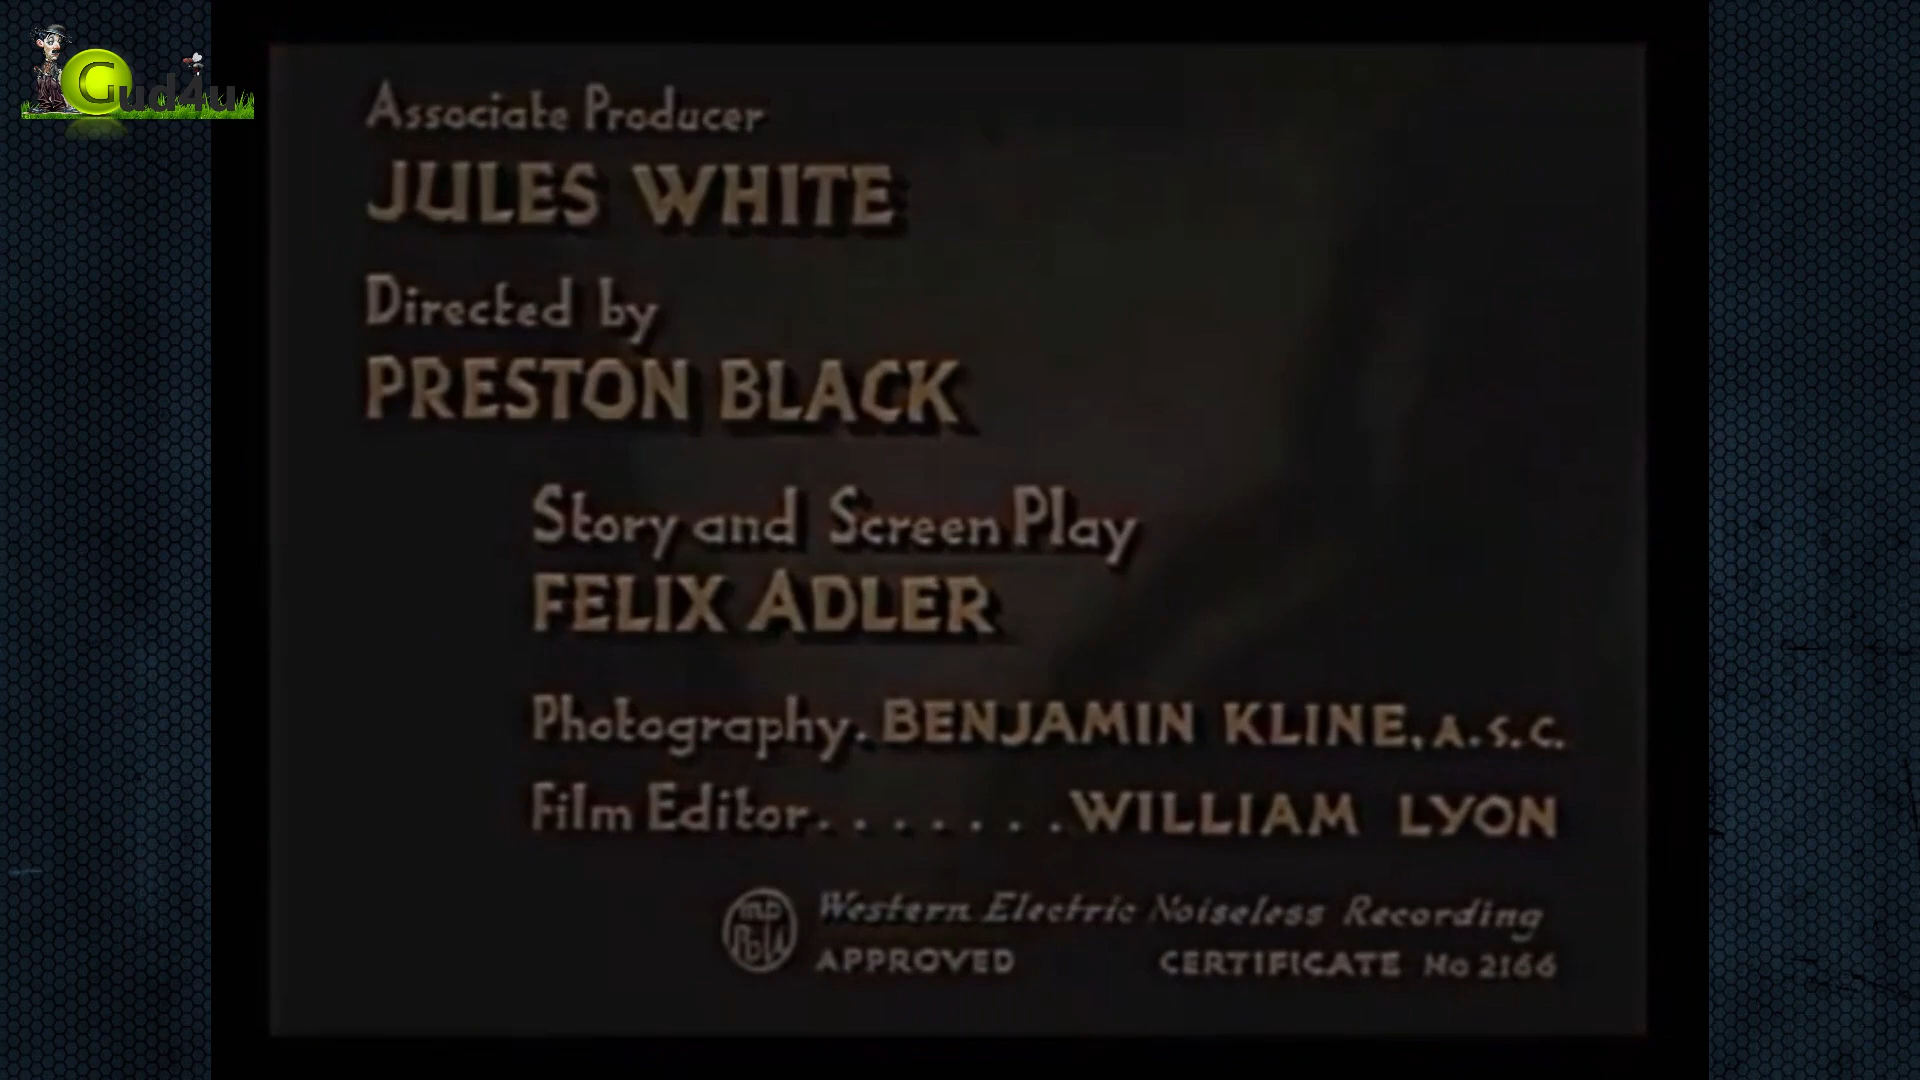 Gud4u
Associate Producer
JULES WHITE
Directed by
PRESTON BLACK
Story and Screen Play
FELIX ADLER
Photography. BENJAMIN KLINE, A.S.C.
Film Editor. . . . . . . WILLIAM LYON
Western Electric Noiseless Recording
APPROVED CERTIFICATE No 2166